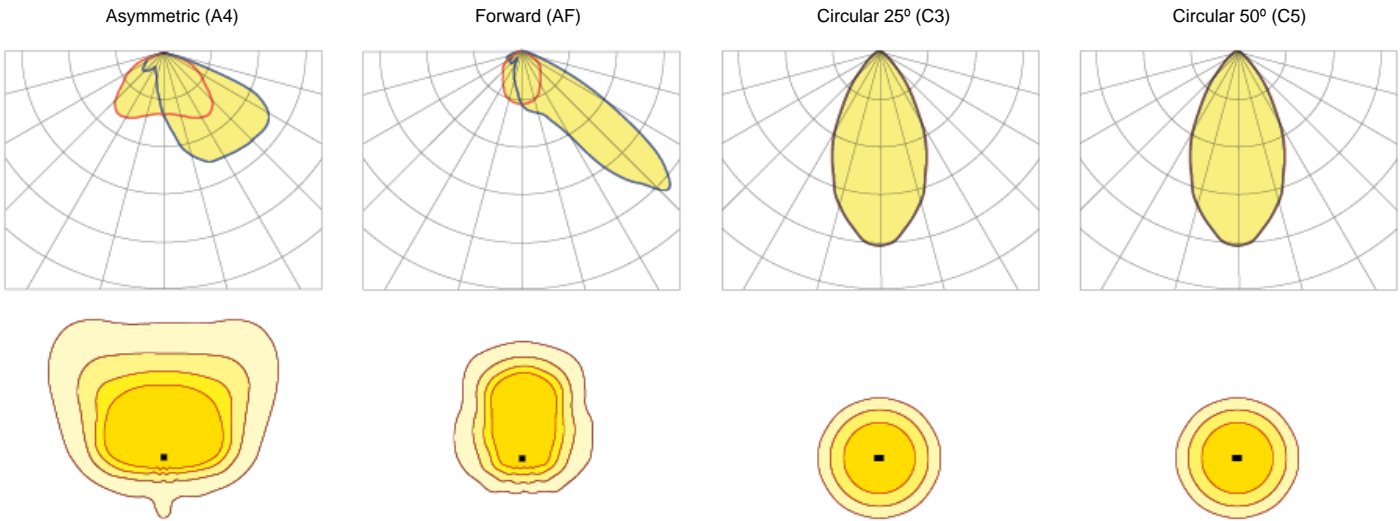 Asymmetric (A4)
Forward (AF)
Circular 25º (C3)
Circular 50º (C5)